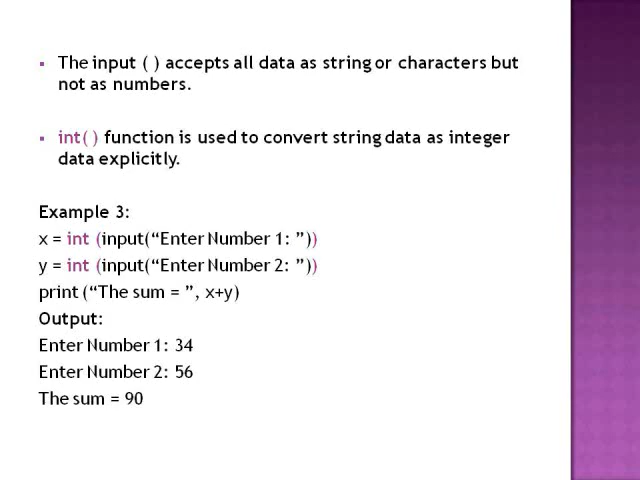 The input ( ) accepts all data as string or characters but
not as numbers.
int( ) function is used to convert string data as integer
data explicitly.
Example 3:
x = int (input(“Enter Number 1: ”))
y = int (input(“Enter Number 2: ”))
print (“The sum = ”, x+y)
Output:
Enter Number 1: 34
Enter Number 2: 56
The sum = 90